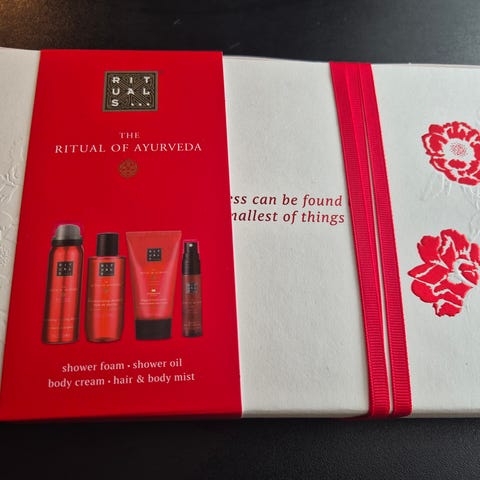 RIT
UAL
S...
THE
RITUAL OF AYURVEDA
ess can be found
mallest of things
shower foam • shower oil
body cream • hair & body mist